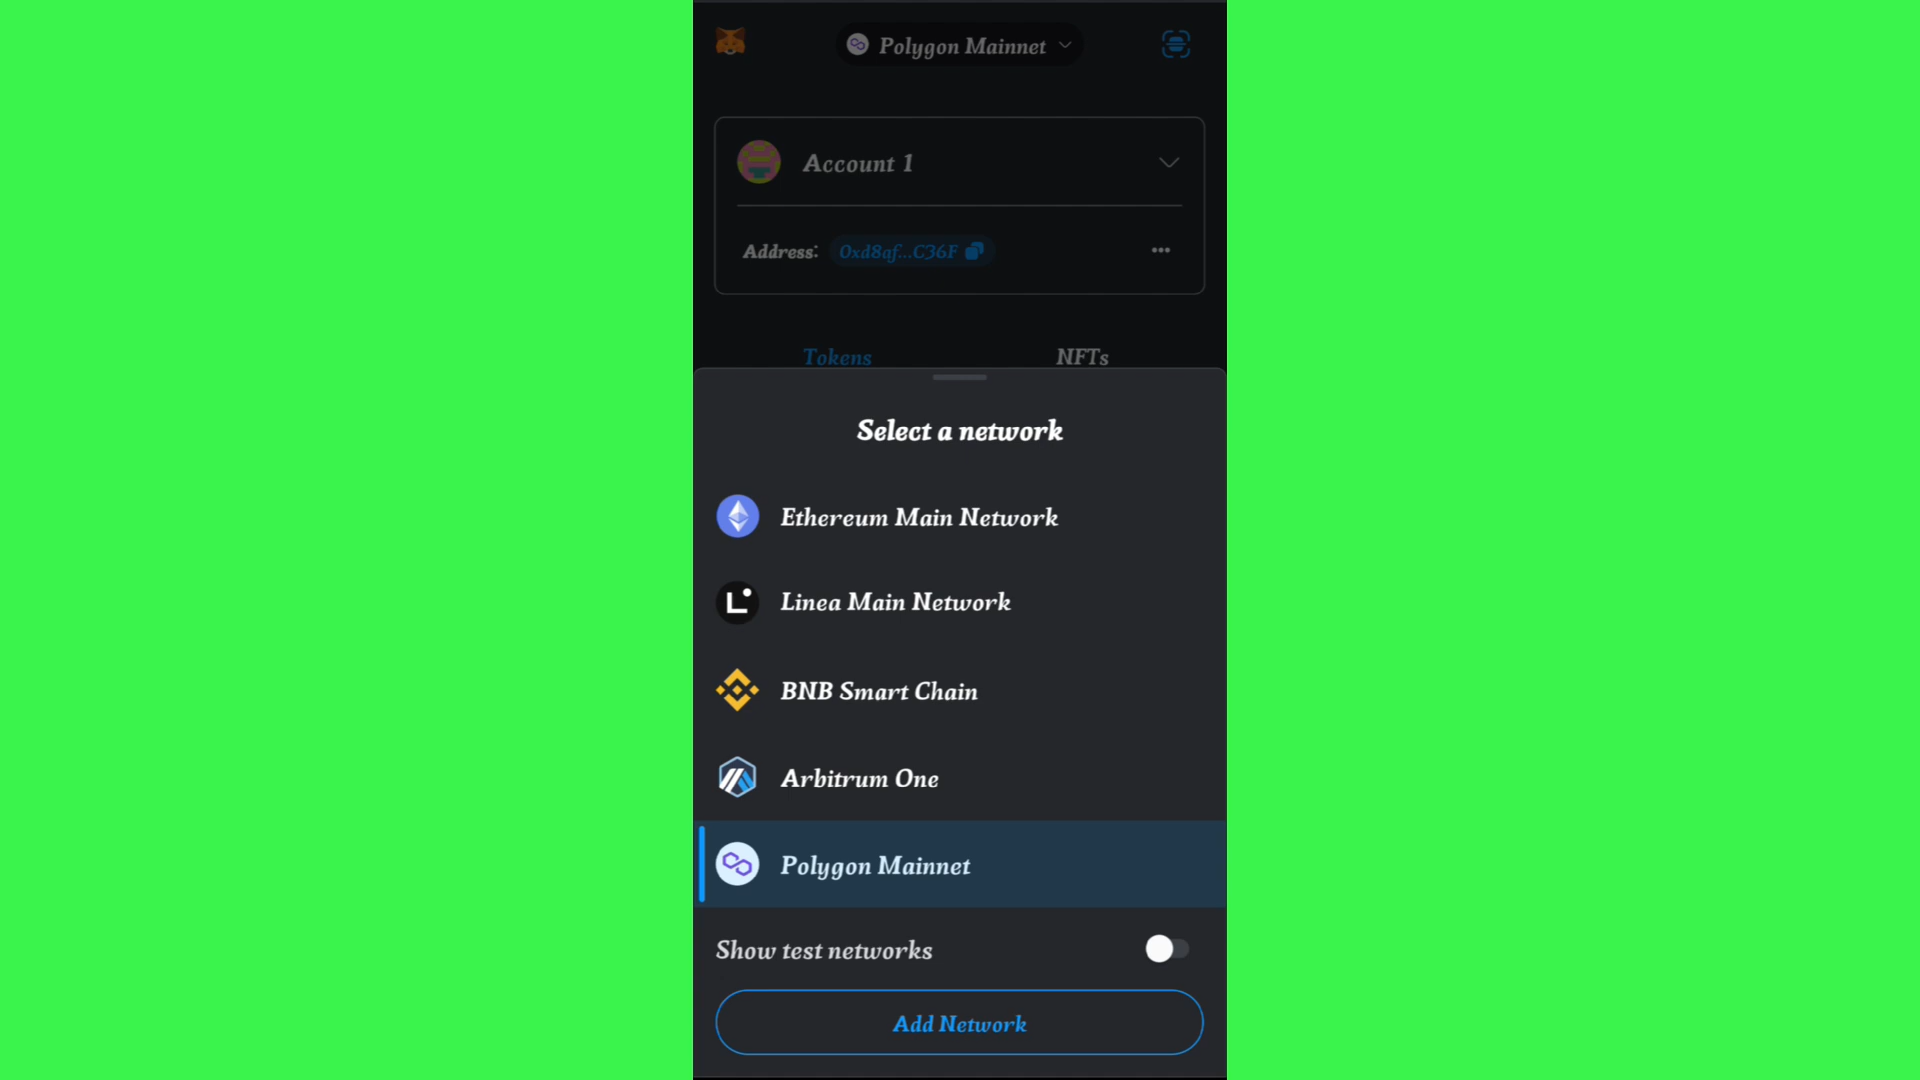 Polygon Mainnet
Account 1
Address: 0xd8af...C36F
Tokens NFTs
Select a network
Ethereum Main Network
Linea Main Network
BNB Smart Chain
Arbitrum One
Polygon Mainnet
Show test networks
Add Network